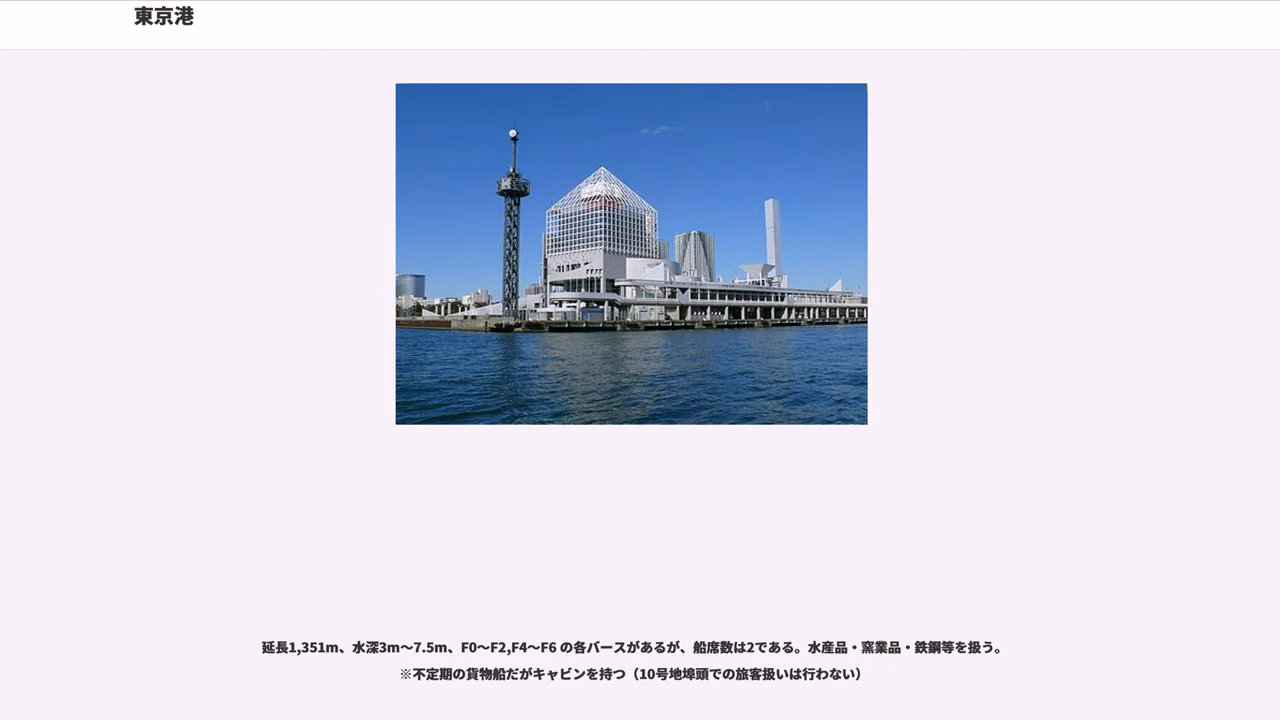 東京港
延長1,351m、水深3m〜7.5m、F0〜F2,F4〜F6 の各バースがあるが、船席数は2である。水産品・窯業品・鉄鋼等を扱う。
※不定期の貨物船だがキャビンを持つ（10号地埠頭での旅客扱いは行わない）